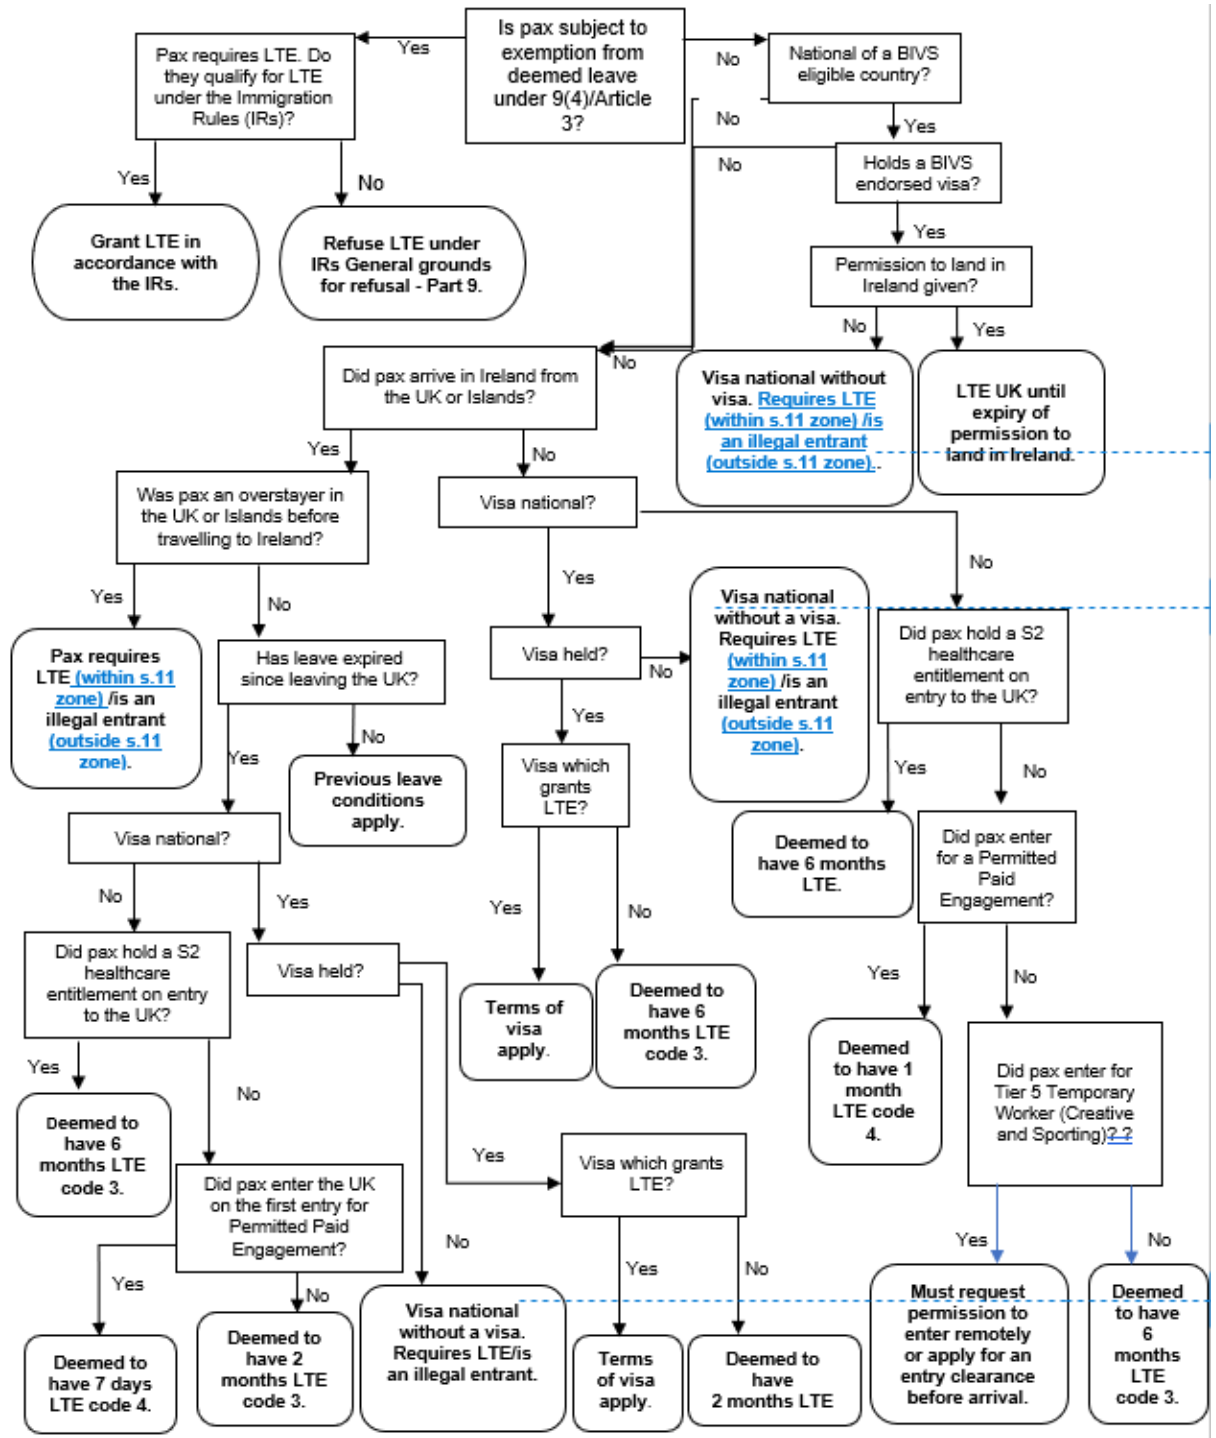 Is pax subject to
exemption from
deemed leave
under 9(4)/Article
3?
Yes
No
Pax requires LTE. Do
they qualify for LTE
under the Immigration
Rules (IRs)?
National of a BIVS
eligible country?
No
Yes
Yes
No
No
Holds a BIVS
endorsed visa?
Yes
Grant LTE in
accordance with
the IRs.
Refuse LTE under
IRs General grounds
for refusal - Part 9.
Permission to land in
Ireland given?
No
Yes
No
Did pax arrive in Ireland from
the UK or Islands?
Visa national without
visa. Requires LTE
(within s.11 zone) /is
an illegal entrant
(outside s.11 zone)..
LTE UK until
expiry of
permission to
land in Ireland.
Yes
No
Was pax an overstayer in
the UK or Islands before
travelling to Ireland?
Visa national?
Yes
No
Yes
No
Pax requires
LTE (within s.11
zone) /is an
illegal entrant
(outside s.11
zone).
Has leave expired
since leaving the UK?
Visa held?
No
Visa national
without a visa.
Requires LTE
(within s.11
zone) /is an
illegal entrant
(outside s.11
zone).
Did pax hold a S2
healthcare
entitlement on
entry to the UK?
Yes
No
Yes
Yes
No
Previous leave
conditions
apply.
Visa which
grants
LTE?
Deemed to
have 6 months
LTE.
Did pax enter
for a Permitted
Paid
Engagement?
Visa national?
No
Yes
Yes
No
Yes
No
Did pax hold a S2
healthcare
entitlement on entry
to the UK?
Visa held?
Terms of
visa
apply.
Deemed to
have 6
months LTE
code 3.
Deemed
to have 1
month
LTE code
4.
Did pax enter for
Tier 5 Temporary
Worker (Creative
and Sporting)? ?
Yes
No
Deemed to
have 6
months LTE
code 3.
Did pax enter the UK
on the first entry for
Permitted Paid
Engagement?
Yes
Visa which grants
LTE?
Yes
No
No
Yes
No
Yes
No
Deemed to
have 7 days
LTE code 4.
Deemed to
have 2
months LTE
code 3.
Visa national
without a visa.
Requires LTE/is
an illegal entrant.
Terms
of visa
apply.
Deemed to
have
2 months LTE
Must request
permission to
enter remotely
or apply for an
entry clearance
before arrival.
Deemed
to have 6
months
LTE
code 3.